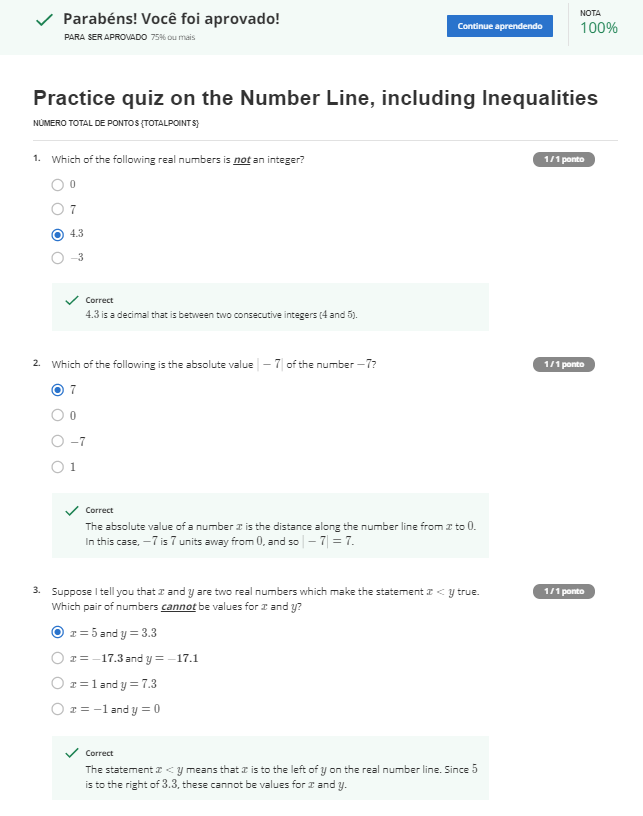 Parabéns! Você foi aprovado!
PARA SER APROVADO 75% ou mais
Continue aprendendo
NOTA
100%
Practice quiz on the Number Line, including Inequalities
NÚMERO TOTAL DE PONTOS {TOTALPOINTS}
1. Which of the following real numbers is not an integer?
1 / 1 ponto
0
7
4.3
−3
Correct
4.3 is a decimal that is between two consecutive integers (4 and 5).
2. Which of the following is the absolute value | − 7| of the number −7?
1 / 1 ponto
7
0
−7
1
Correct
The absolute value of a number x is the distance along the number line from x to 0.
In this case, −7 is 7 units away from 0, and so | − 7| = 7.
3. Suppose I tell you that x and y are two real numbers which make the statement x < y true.
1 / 1 ponto
Which pair of numbers cannot be values for x and y?
x = 5 and y = 3.3
x = −17.3 and y = −17.1
x = 1 and y = 7.3
x = −1 and y = 0
Correct
The statement x < y means that x is to the left of y on the real number line. Since 5
is to the right of 3.3, these cannot be values for x and y.